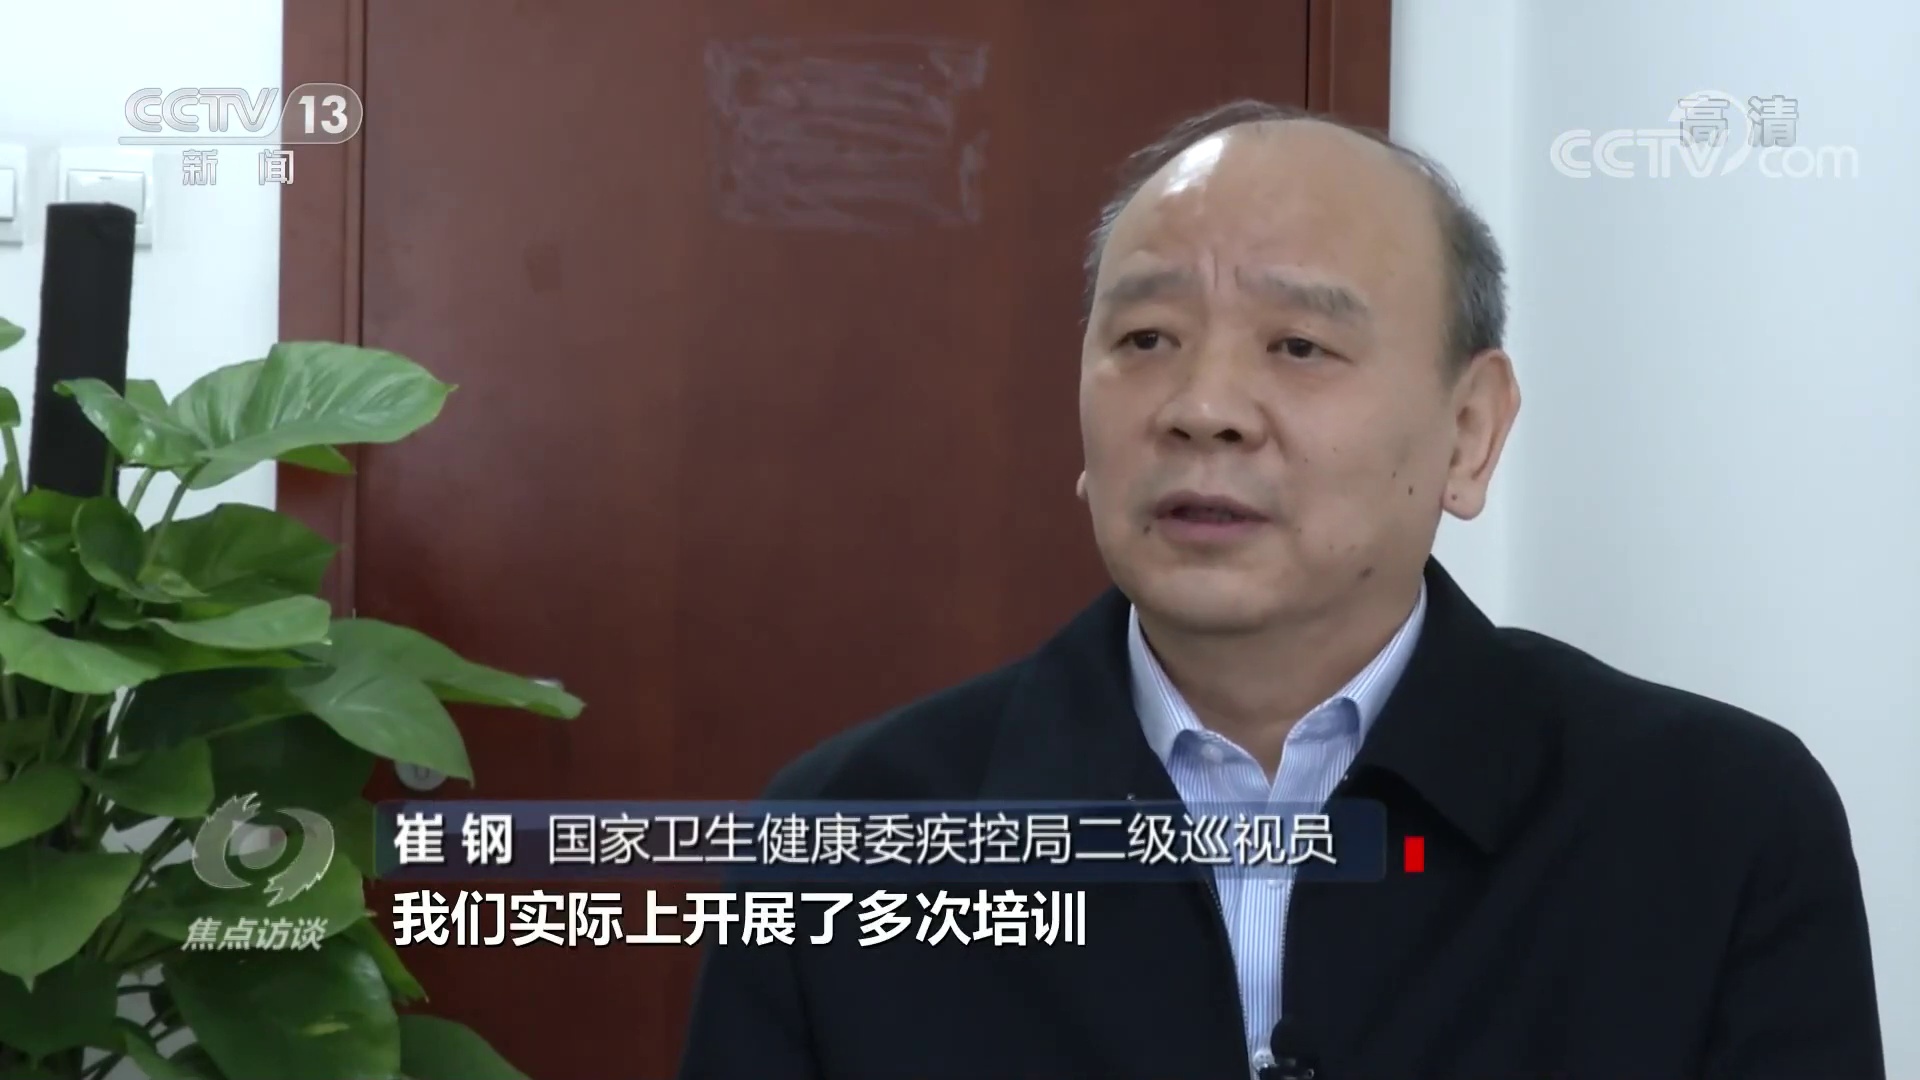 CCTV 13
新闻
高清
CCTV.com
崔钢 国家卫生健康委疾控局二级巡视员
我们实际上开展了多次培训
焦点访谈